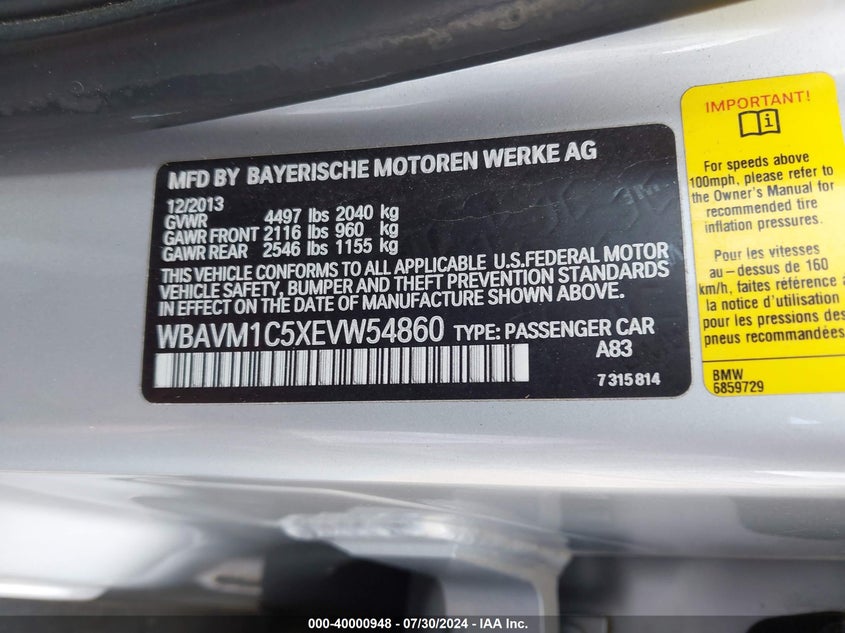 MFD BY BAYERISCHE MOTOREN WERKE AG
12/2013
GVWR 4497 lbs 2040 kg
GAWR FRONT 2116 lbs 960 kg
GAWR REAR 2546 lbs 1155 kg
THIS VEHICLE CONFORMS TO ALL APPLICABLE U.S.FEDERAL MOTOR
VEHICLE SAFETY, BUMPER AND THEFT PREVENTION STANDARDS
IN EFFECT ON THE DATE OF MANUFACTURE SHOWN ABOVE.
WBAVM1C5XEVW54860 TYPE: PASSENGER CAR
A83
7 315 814
IMPORTANT!
For speeds above
100mph, please refer to
the Owner's Manual for
recommended tire
inflation pressures.
Pour les vitesses
au-dessus de 160
km/h, faites référence à
la notice d'utilisation
pour les pressions des
pneus recommandées.
BMW
6859729
000-40000948 - 07/30/2024 - IAA Inc.